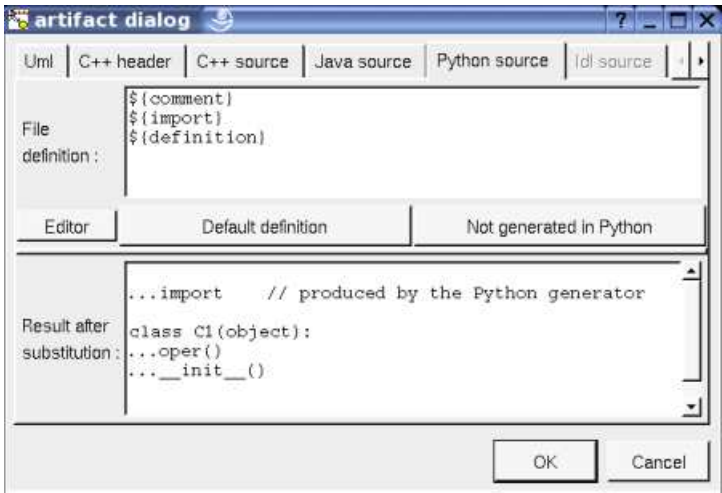 artifact dialog
Uml C++ header C++ source Java source Python source Idl source
${comment}
${import}
${definition}
File
definition :
Editor Default definition Not generated in Python
...import // produced by the Python generator
class C1(object):
...oper()
...__init__()
Result after
substitution :
OK Cancel